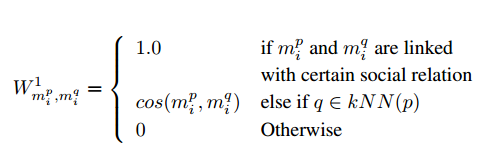 1.0 if m_i^p and m_i^q are linked
with certain social relation
W^1_{m_i^p,m_i^q} = { cos(m_i^p, m_i^q) else if q ∈ kNN(p)
0 Otherwise